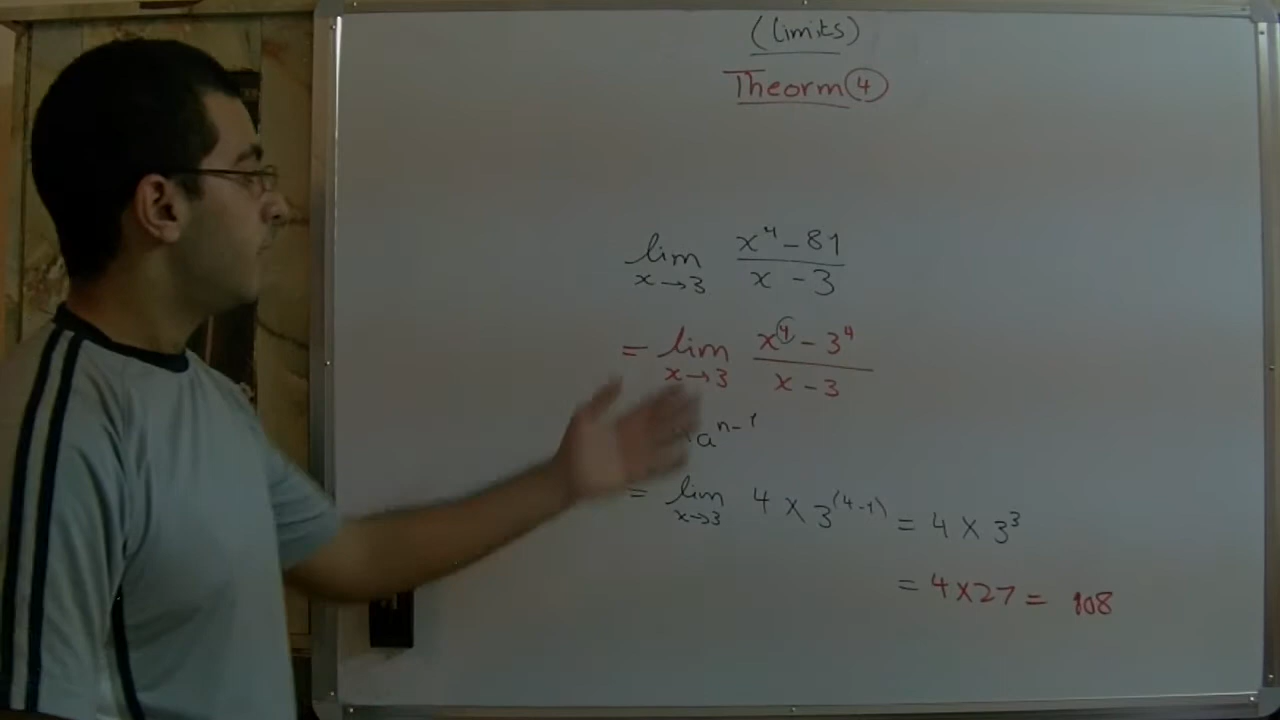 (limits)
Theorm ④
lim x→3 x⁴ - 81 / x - 3
= lim x→3 x⁴ - 3⁴ / x - 3
aⁿ⁻¹
= lim x→3 4 × 3⁽⁴⁻¹⁾ = 4 × 3³
= 4×27 = 108